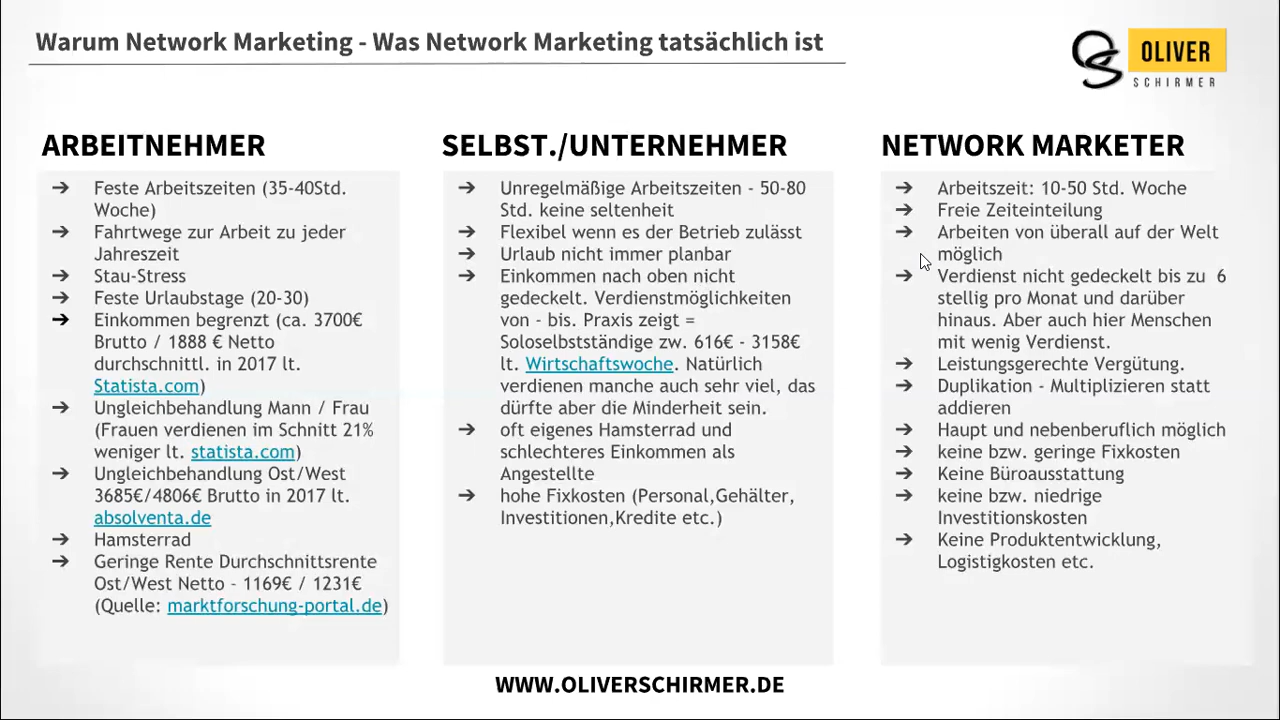 Warum Network Marketing - Was Network Marketing tatsächlich ist
OS
OLIVER
SCHIRMER
ARBEITNEHMER
➔ Feste Arbeitszeiten (35-40Std.
Woche)
➔ Fahrtwege zur Arbeit zu jeder
Jahreszeit
➔ Stau-Stress
➔ Feste Urlaubstage (20-30)
➔ Einkommen begrenzt (ca. 3700€
Brutto / 1888 € Netto
durchschnittl. in 2017 lt.
Statista.com)
➔ Ungleichbehandlung Mann / Frau
(Frauen verdienen im Schnitt 21%
weniger lt. statista.com)
➔ Ungleichbehandlung Ost/West
3685€/4806€ Brutto in 2017 lt.
absolventa.de
➔ Hamsterrad
➔ Geringe Rente Durchschnittsrente
Ost/West Netto - 1169€ / 1231€
(Quelle: marktforschung-portal.de)
SELBST./UNTERNEHMER
➔ Unregelmäßige Arbeitszeiten - 50-80
Std. keine seltenheit
➔ Flexibel wenn es der Betrieb zulässt
➔ Urlaub nicht immer planbar
➔ Einkommen nach oben nicht
gedeckelt. Verdienstmöglichkeiten
von - bis. Praxis zeigt =
Soloselbstständige zw. 616€ - 3158€
lt. Wirtschaftswoche. Natürlich
verdienen manche auch sehr viel, das
dürfte aber die Minderheit sein.
➔ oft eigenes Hamsterrad und
schlechteres Einkommen als
Angestellte
➔ hohe Fixkosten (Personal,Gehälter,
Investitionen,Kredite etc.)
NETWORK MARKETER
➔ Arbeitszeit: 10-50 Std. Woche
➔ Freie Zeiteinteilung
➔ Arbeiten von überall auf der Welt
möglich
➔ Verdienst nicht gedeckelt bis zu 6
stellig pro Monat und darüber
hinaus. Aber auch hier Menschen
mit wenig Verdienst.
➔ Leistungsgerechte Vergütung.
➔ Duplikation - Multiplizieren statt
addieren
➔ Haupt und nebenberuflich möglich
➔ keine bzw. geringe Fixkosten
➔ Keine Büroausstattung
➔ keine bzw. niedrige
Investitionskosten
➔ Keine Produktentwicklung,
Logistigkosten etc.
WWW.OLIVERSCHIRMER.DE